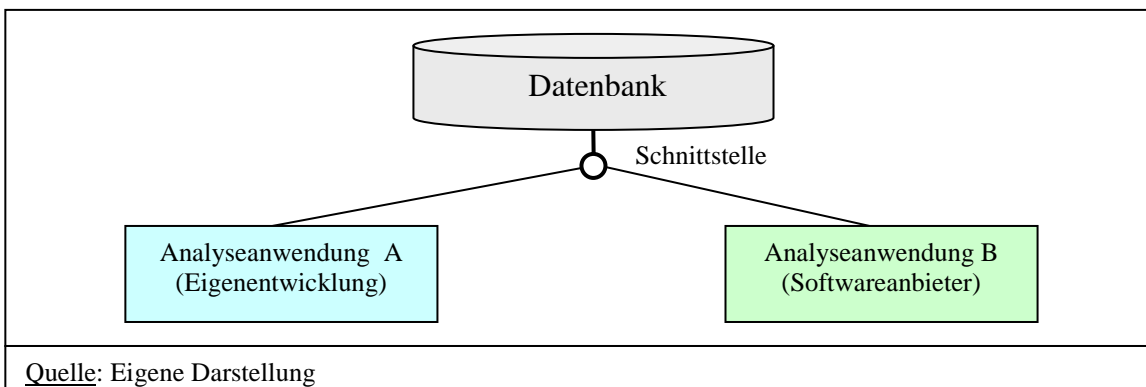 Datenbank
Schnittstelle
Analyseanwendung A
(Eigenentwicklung)
Analyseanwendung B
(Softwareanbieter)
Quelle: Eigene Darstellung